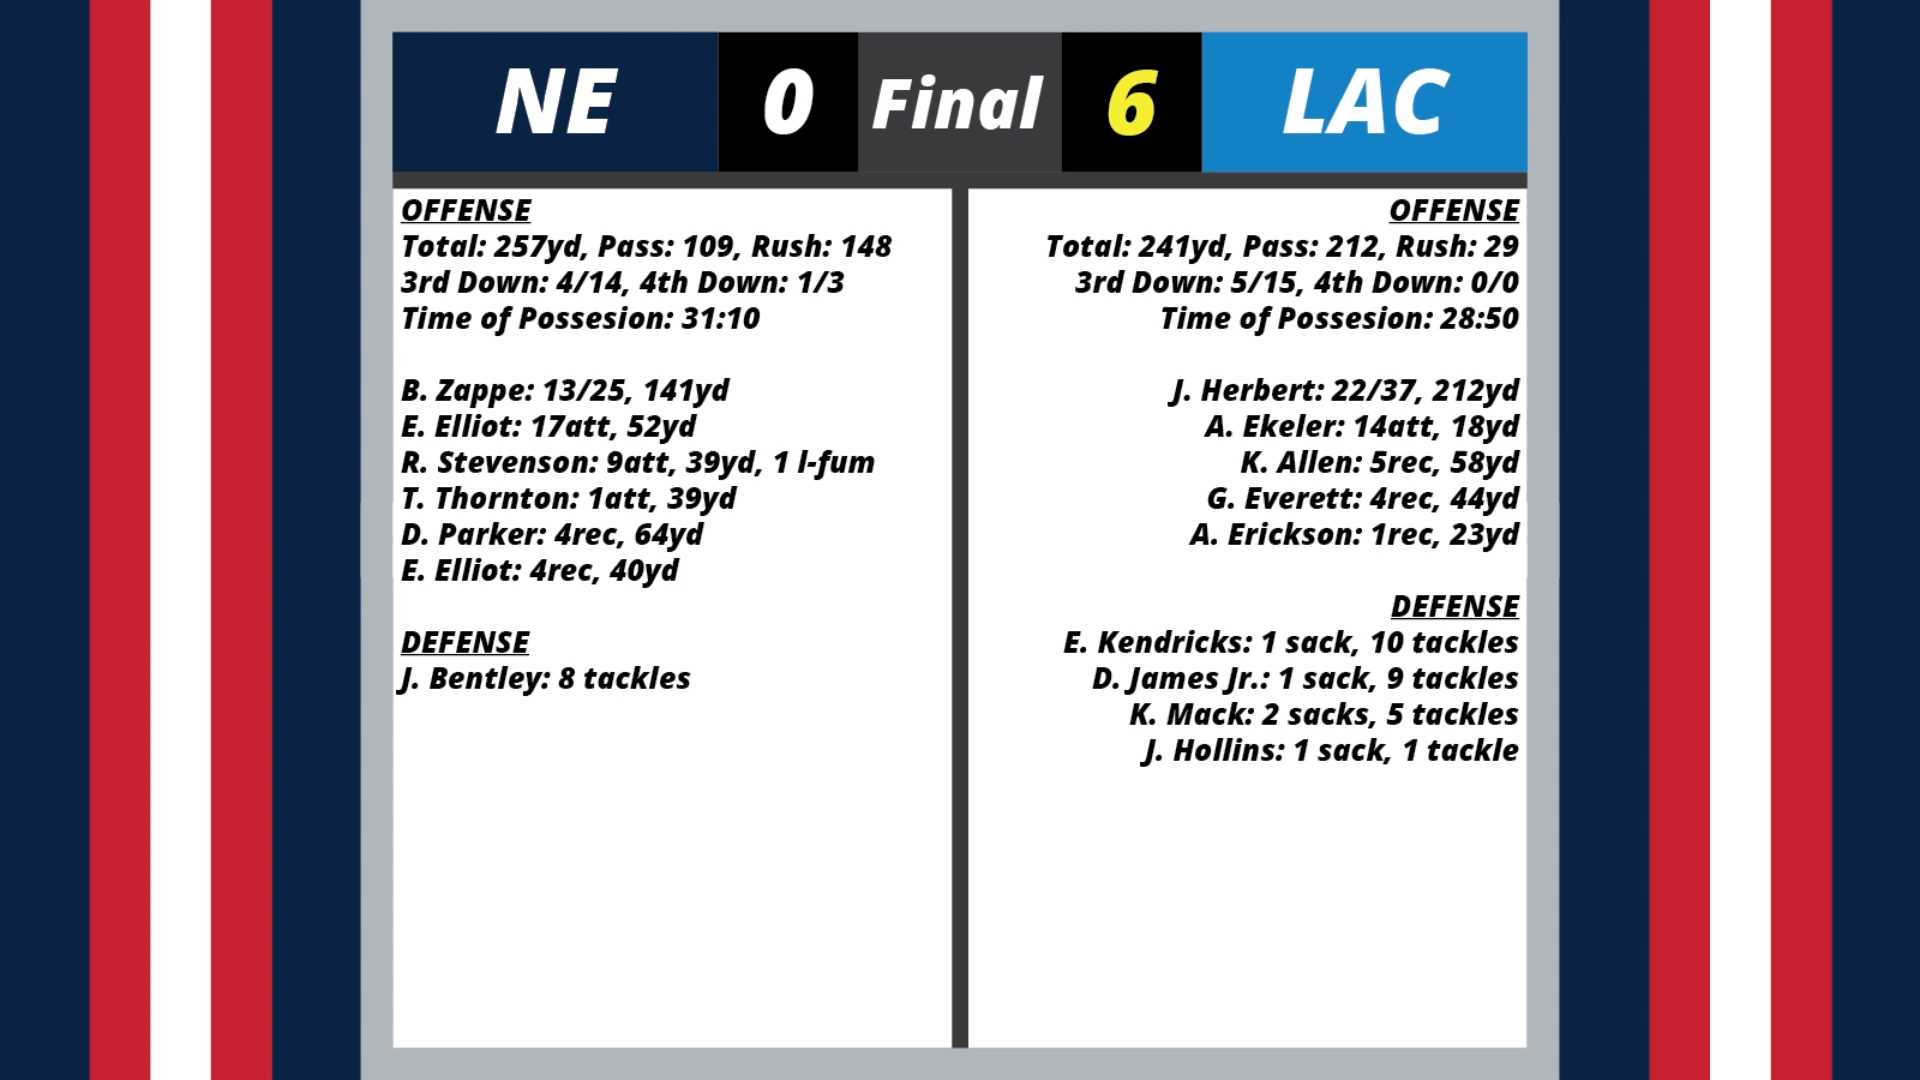 NE 0 Final 6 LAC
OFFENSE
Total: 257yd, Pass: 109, Rush: 148
3rd Down: 4/14, 4th Down: 1/3
Time of Possesion: 31:10
B. Zappe: 13/25, 141yd
E. Elliot: 17att, 52yd
R. Stevenson: 9att, 39yd, 1 l-fum
T. Thornton: 1att, 39yd
D. Parker: 4rec, 64yd
E. Elliot: 4rec, 40yd
DEFENSE
J. Bentley: 8 tackles
OFFENSE
Total: 241yd, Pass: 212, Rush: 29
3rd Down: 5/15, 4th Down: 0/0
Time of Possesion: 28:50
J. Herbert: 22/37, 212yd
A. Ekeler: 14att, 18yd
K. Allen: 5rec, 58yd
G. Everett: 4rec, 44yd
A. Erickson: 1rec, 23yd
DEFENSE
E. Kendricks: 1 sack, 10 tackles
D. James Jr.: 1 sack, 9 tackles
K. Mack: 2 sacks, 5 tackles
J. Hollins: 1 sack, 1 tackle